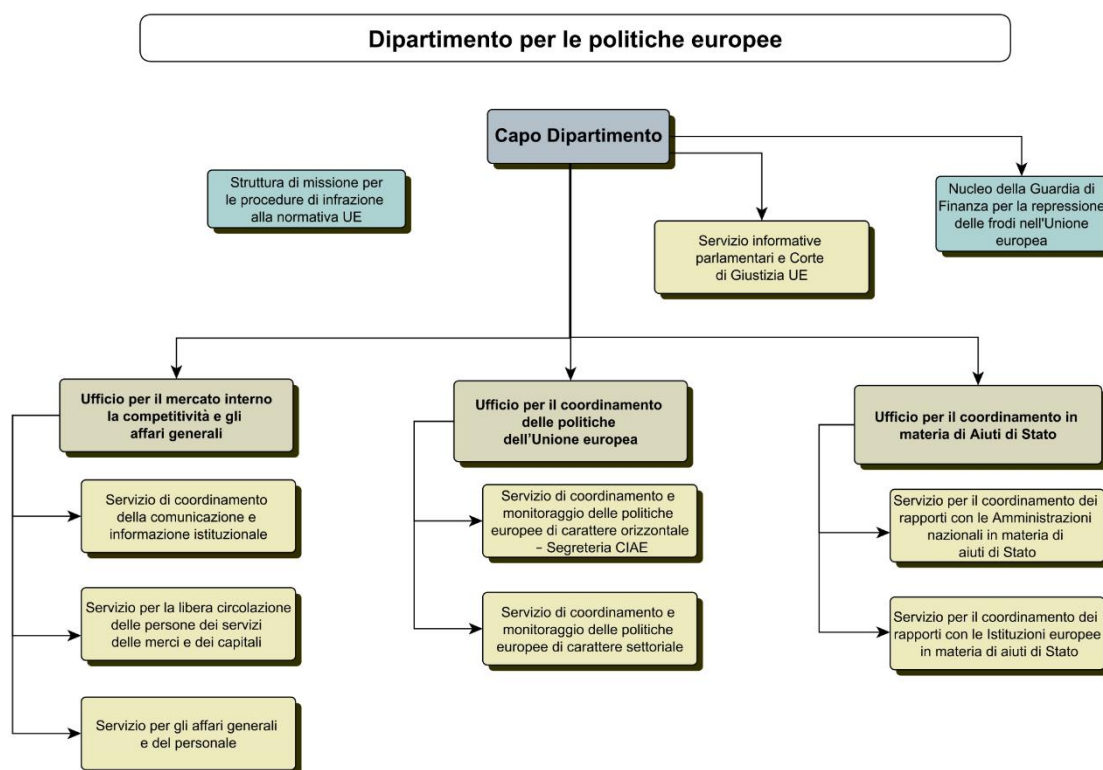 Dipartimento per le politiche europee
Capo Dipartimento
Struttura di missione per
le procedure di infrazione
alla normativa UE
Nucleo della Guardia di
Finanza per la repressione
delle frodi nell'Unione
europea
Servizio informative
parlamentari e Corte
di Giustizia UE
Ufficio per il mercato interno
la competitività e gli
affari generali
Ufficio per il coordinamento
delle politiche
dell'Unione europea
Ufficio per il coordinamento in
materia di Aiuti di Stato
Servizio di coordinamento
della comunicazione e
informazione istituzionale
Servizio di coordinamento e
monitoraggio delle politiche
europee di carattere orizzontale
– Segreteria CIAE
Servizio per il coordinamento dei
rapporti con le Amministrazioni
nazionali in materia di
aiuti di Stato
Servizio per la libera circolazione
delle persone dei servizi
delle merci e dei capitali
Servizio di coordinamento e
monitoraggio delle politiche
europee di carattere settoriale
Servizio per il coordinamento dei
rapporti con le Istituzioni europee
in materia di aiuti di Stato
Servizio per gli affari generali
e del personale